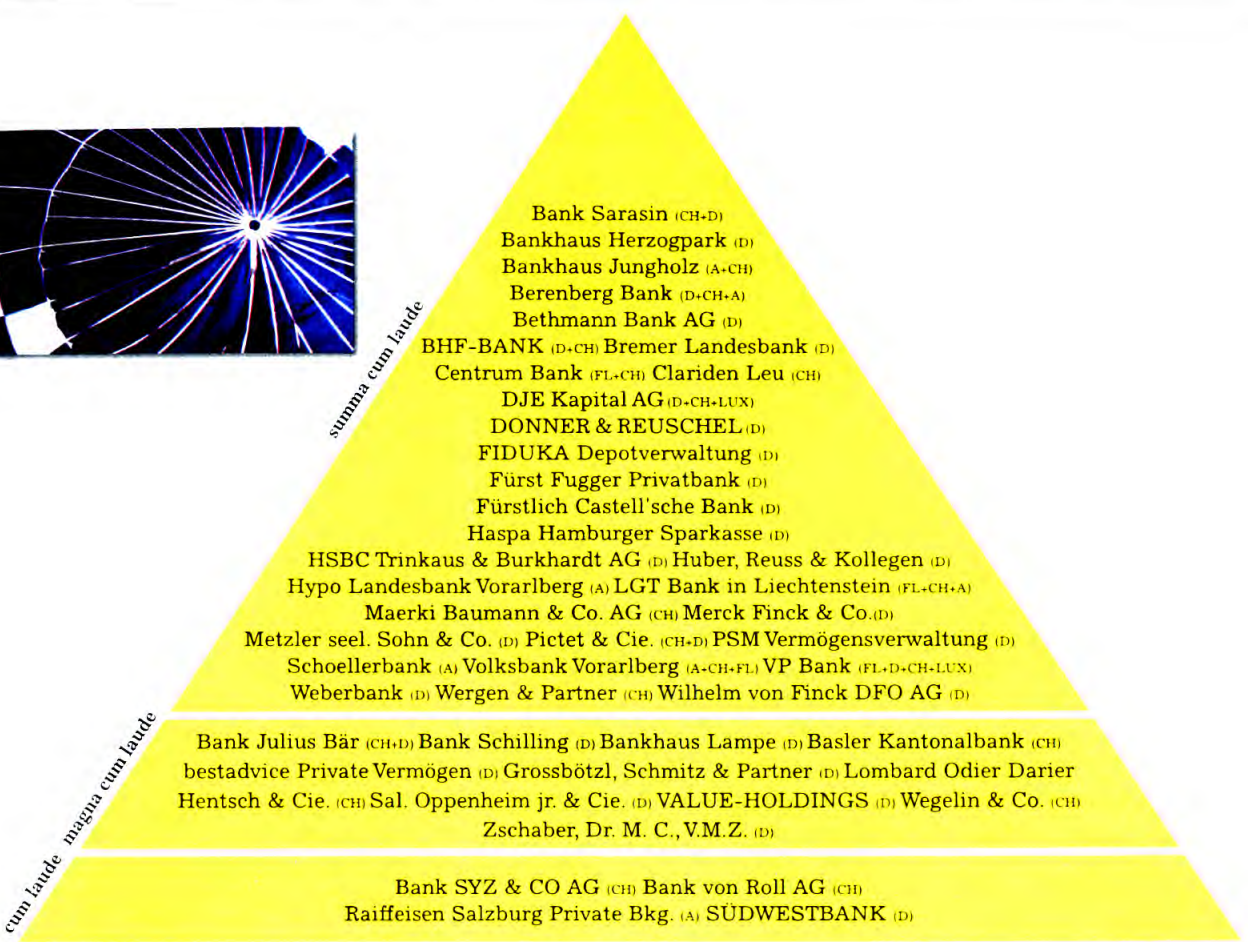 Bank Sarasin (CH+D)
Bankhaus Herzogpark (D)
Bankhaus Jungholz (A+CH)
Berenberg Bank (D+CH+A)
Bethmann Bank AG (D)
BHF-BANK (D+CH) Bremer Landesbank (D)
Centrum Bank (FL+CH) Clariden Leu (CH)
DJE Kapital AG (D+CH+LUX)
DONNER & REUSCHEL (D)
FIDUKA Depotverwaltung (D)
Fürst Fugger Privatbank (D)
Fürstlich Castell'sche Bank (D)
Haspa Hamburger Sparkasse (D)
HSBC Trinkaus & Burkhardt AG (D) Huber, Reuss & Kollegen (D)
Hypo Landesbank Vorarlberg (A) LGT Bank in Liechtenstein (FL+CH+A)
Maerki Baumann & Co. AG (CH) Merck Finck & Co.(D)
Metzler seel. Sohn & Co. (D) Pictet & Cie. (CH+D) PSM Vermögensverwaltung (D)
Schoellerbank (A) Volksbank Vorarlberg (A+CH+FL) VP Bank (FL+D+CH+LUX)
Weberbank (D) Wergen & Partner (CH) Wilhelm von Finck DFO AG (D)
summa cum laude
Bank Julius Bär (CH+D) Bank Schilling (D) Bankhaus Lampe (D) Basler Kantonalbank (CH)
bestadvice Private Vermögen (D) Grossbötzl, Schmitz & Partner (D) Lombard Odier Darier
Hentsch & Cie. (CH) Sal. Oppenheim jr. & Cie. (D) VALUE-HOLDINGS (D) Wegelin & Co. (CH)
Zschaber, Dr. M. C., V.M.Z. (D)
magna cum laude
Bank SYZ & CO AG (CH) Bank von Roll AG (CH)
Raiffeisen Salzburg Private Bkg. (A) SÜDWESTBANK (D)
cum laude